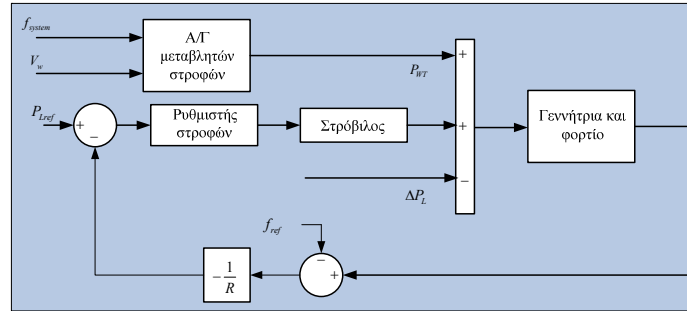 f_system
V_w
Α/Γ
μεταβλητών
στροφών
P_WT
+
P_Lref
+
−
Ρυθμιστής
στροφών
Στρόβιλος
+
Γεννήτρια και
φορτίο
−
ΔP_L
f_ref
−
+
−1/R